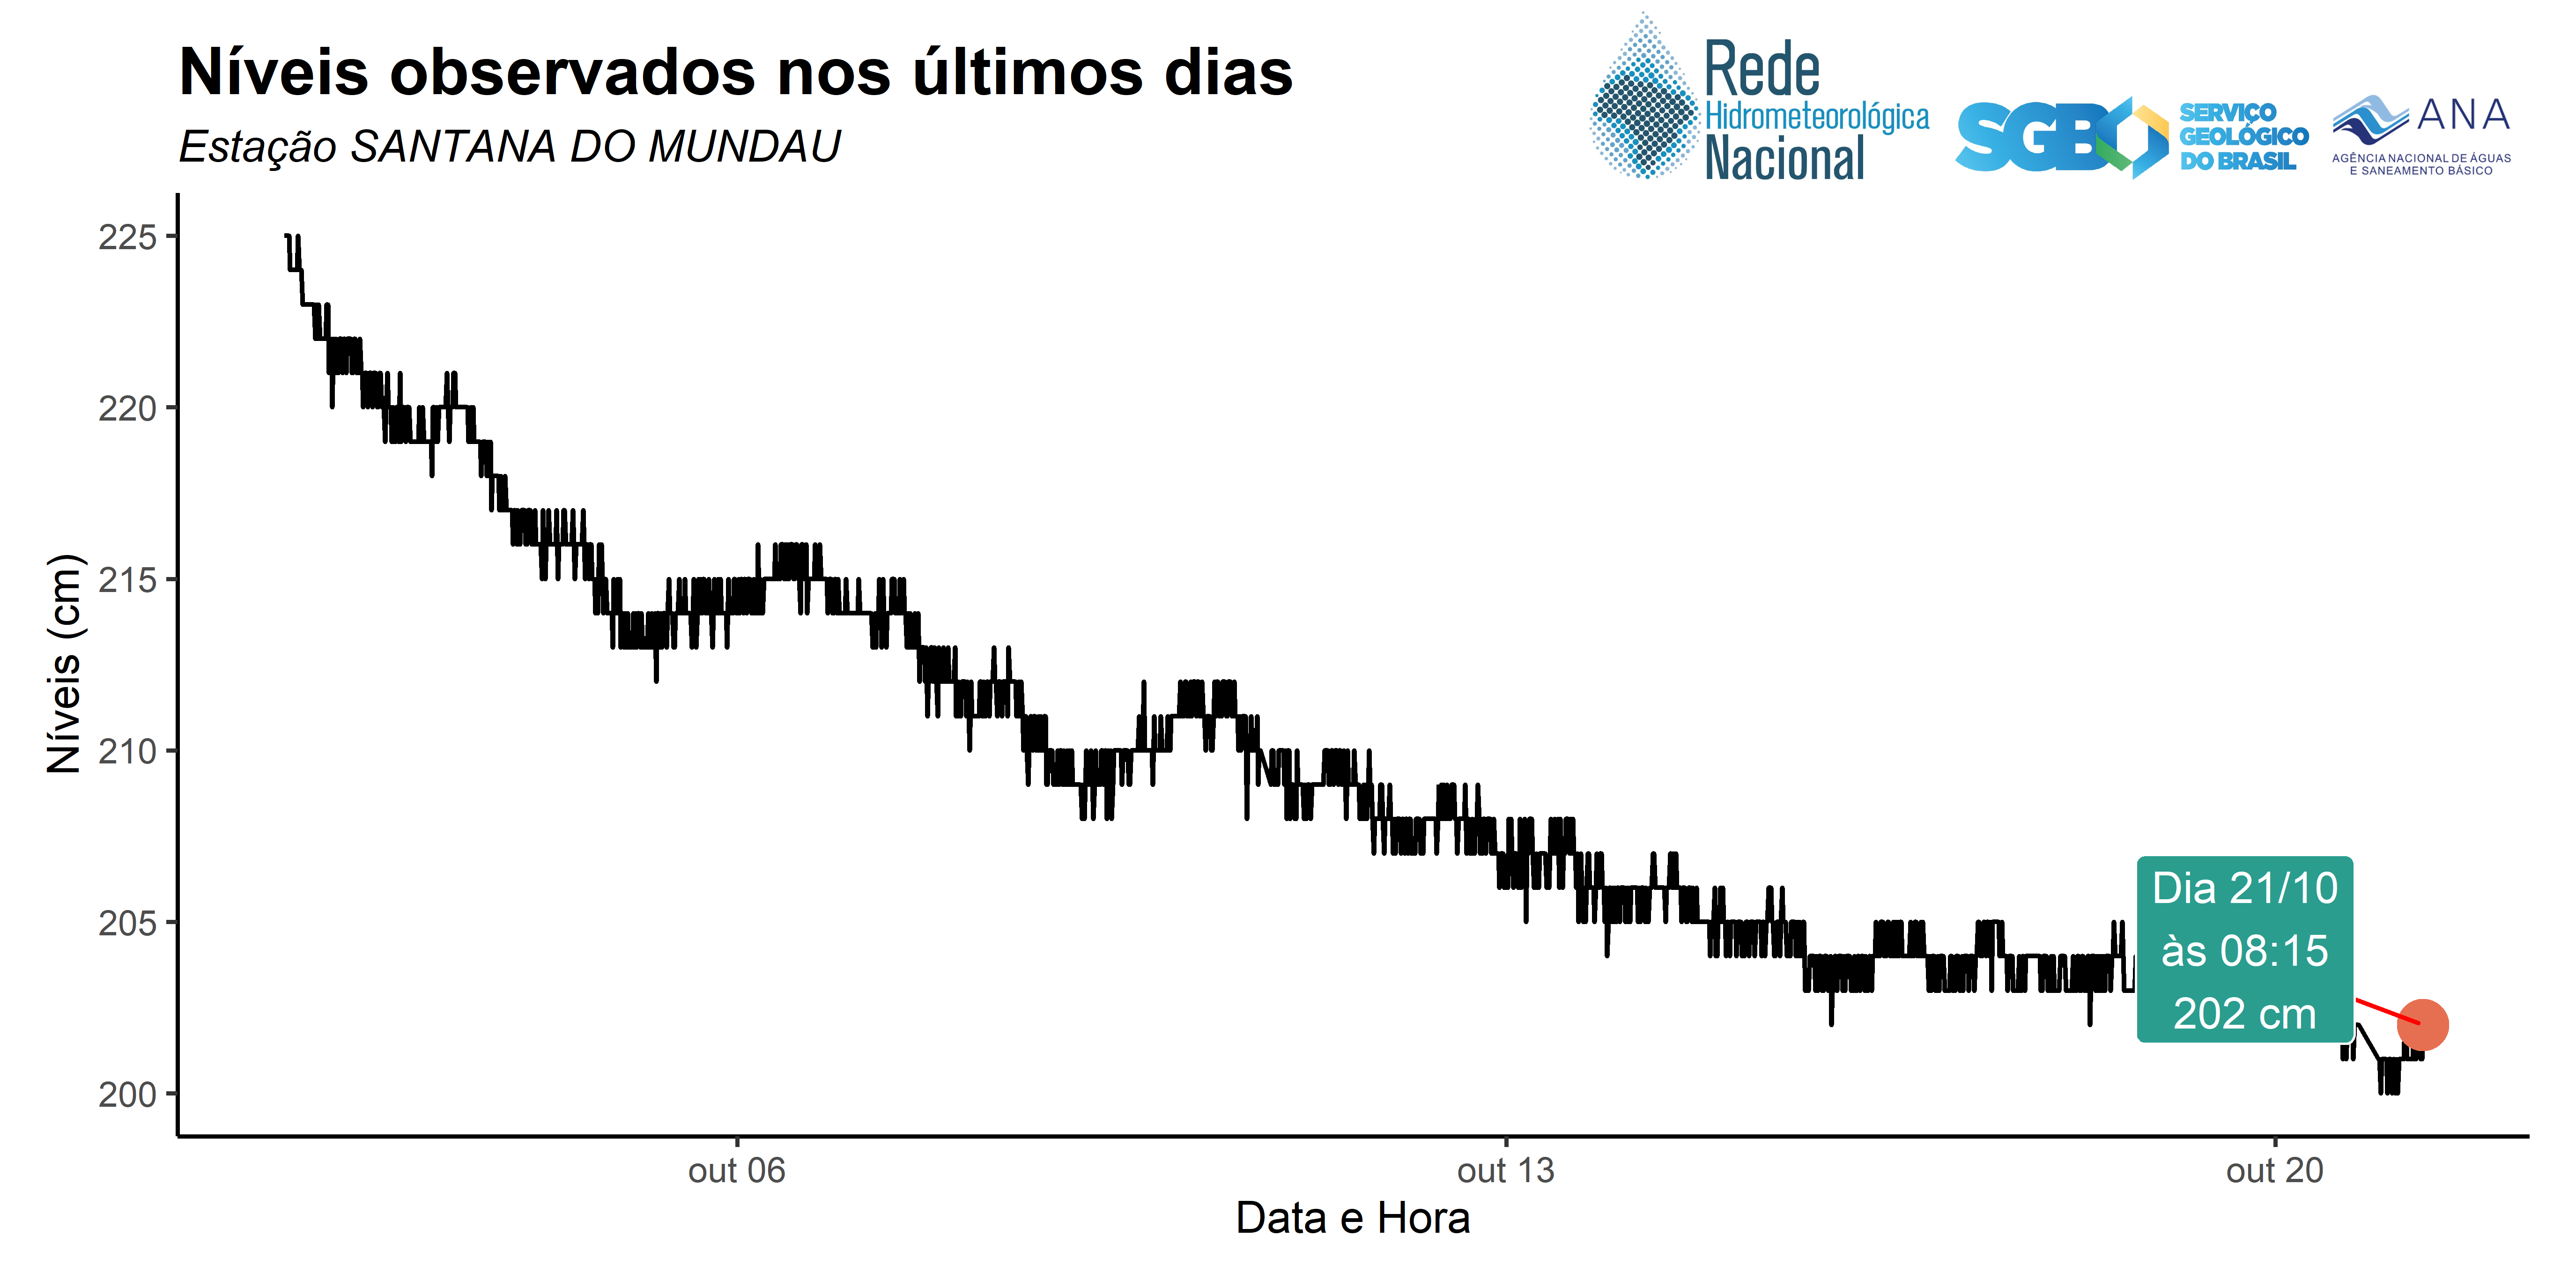 Níveis observados nos últimos dias
Estação SANTANA DO MUNDAU
Rede
Hidrometeorológica
Nacional
SGB
SERVIÇO
GEOLÓGICO
DO BRASIL
ANA
AGÊNCIA NACIONAL DE ÁGUAS
E SANEAMENTO BÁSICO
Níveis (cm)
225
220
215
210
205
200
Dia 21/10
às 08:15
202 cm
out 06
out 13
out 20
Data e Hora